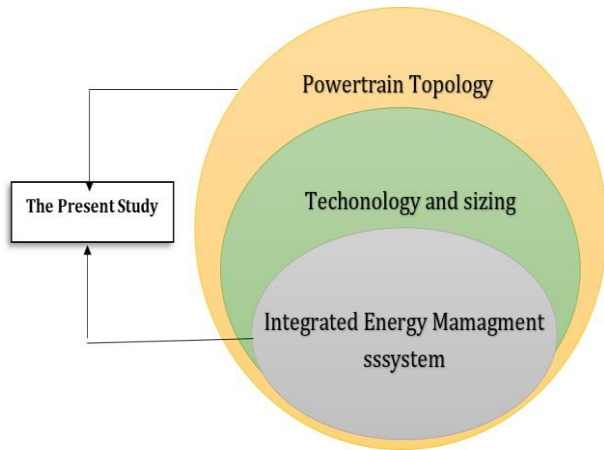 Powertrain Topology
The Present Study
Techonology and sizing
Integrated Energy Mamagment
sssystem